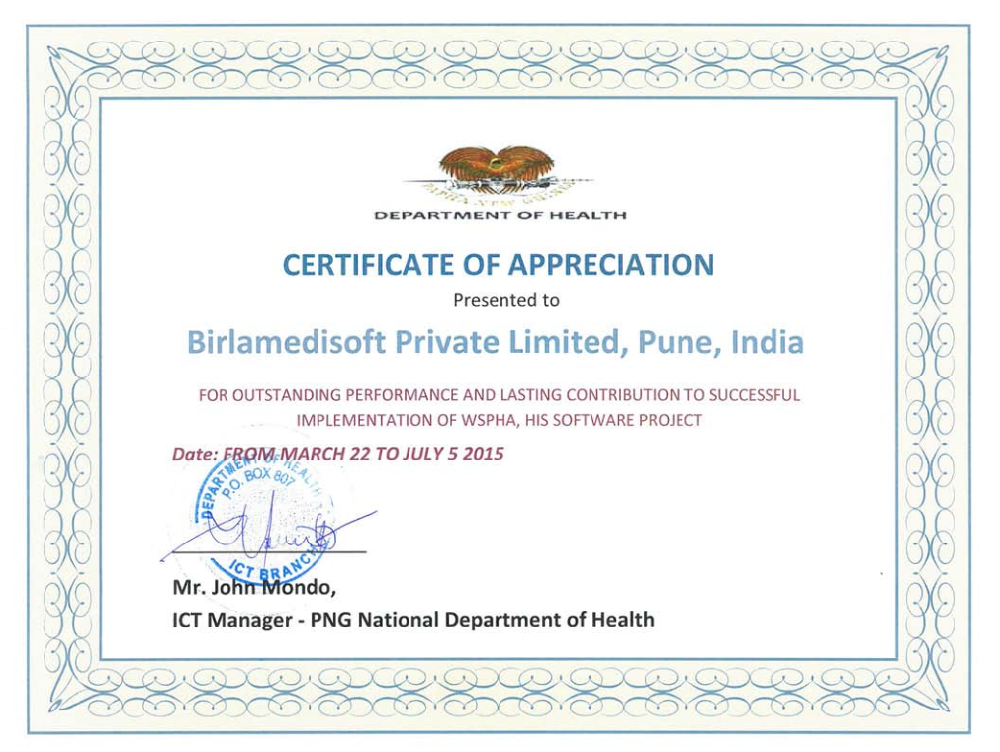 PAPUA NEW GUINEA
DEPARTMENT OF HEALTH
CERTIFICATE OF APPRECIATION
Presented to
Birlamedisoft Private Limited, Pune, India
FOR OUTSTANDING PERFORMANCE AND LASTING CONTRIBUTION TO SUCCESSFUL
IMPLEMENTATION OF WSPHA, HIS SOFTWARE PROJECT
Date: FROM MARCH 22 TO JULY 5 2015
DEPARTMENT OF HEALTH
P.O. BOX 807
ICT BRANCH
Mr. John Mondo,
ICT Manager - PNG National Department of Health